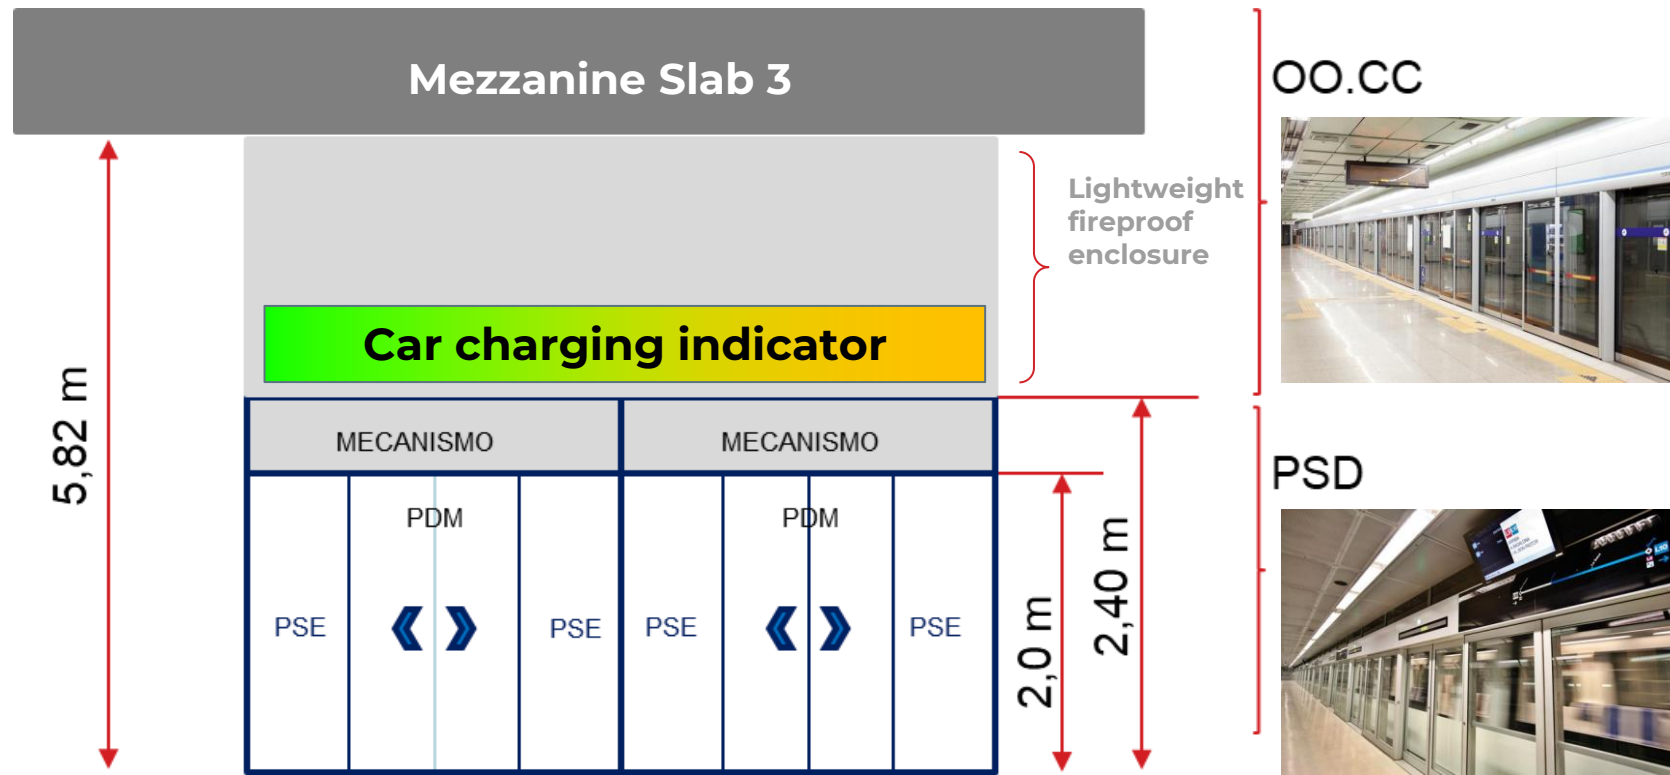 Mezzanine Slab 3
OO.CC
Lightweight
fireproof
enclosure
Car charging indicator
5,82 m
MECANISMO
MECANISMO
PSD
PDM
PDM
PSE
PSE
PSE
PSE
2,0 m
2,40 m
L10